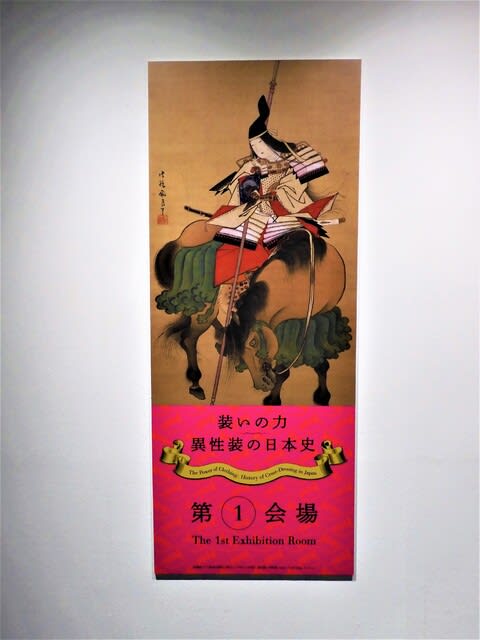 装いの力
異性装の日本史
The Power of Clothing: History of Cross-Dressing in Japan
第1会場
The 1st Exhibition Room